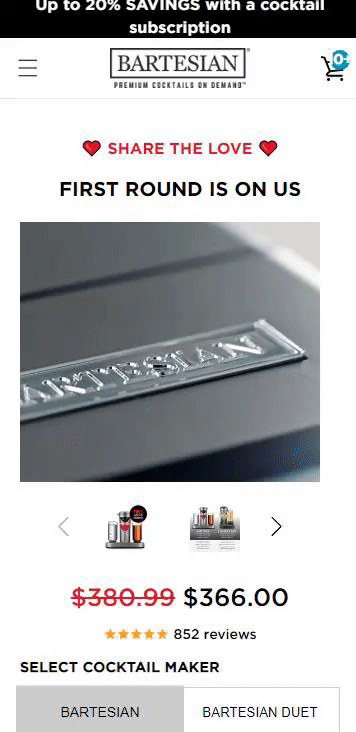 Up to 20% SAVINGS with a cocktail
subscription
BARTESIAN
PREMIUM COCKTAILS ON DEMAND
0+
SHARE THE LOVE
FIRST ROUND IS ON US
ARTESIAN
$380.99 $366.00
852 reviews
SELECT COCKTAIL MAKER
BARTESIAN
BARTESIAN DUET